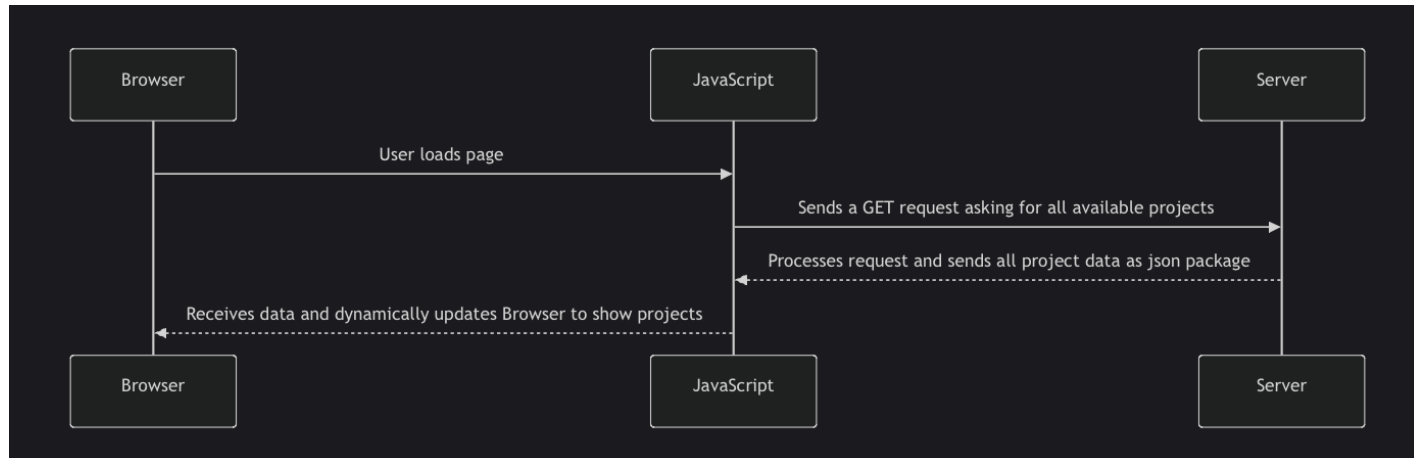 Browser
JavaScript
Server
User loads page
Sends a GET request asking for all available projects
Processes request and sends all project data as json package
Receives data and dynamically updates Browser to show projects
Browser
JavaScript
Server